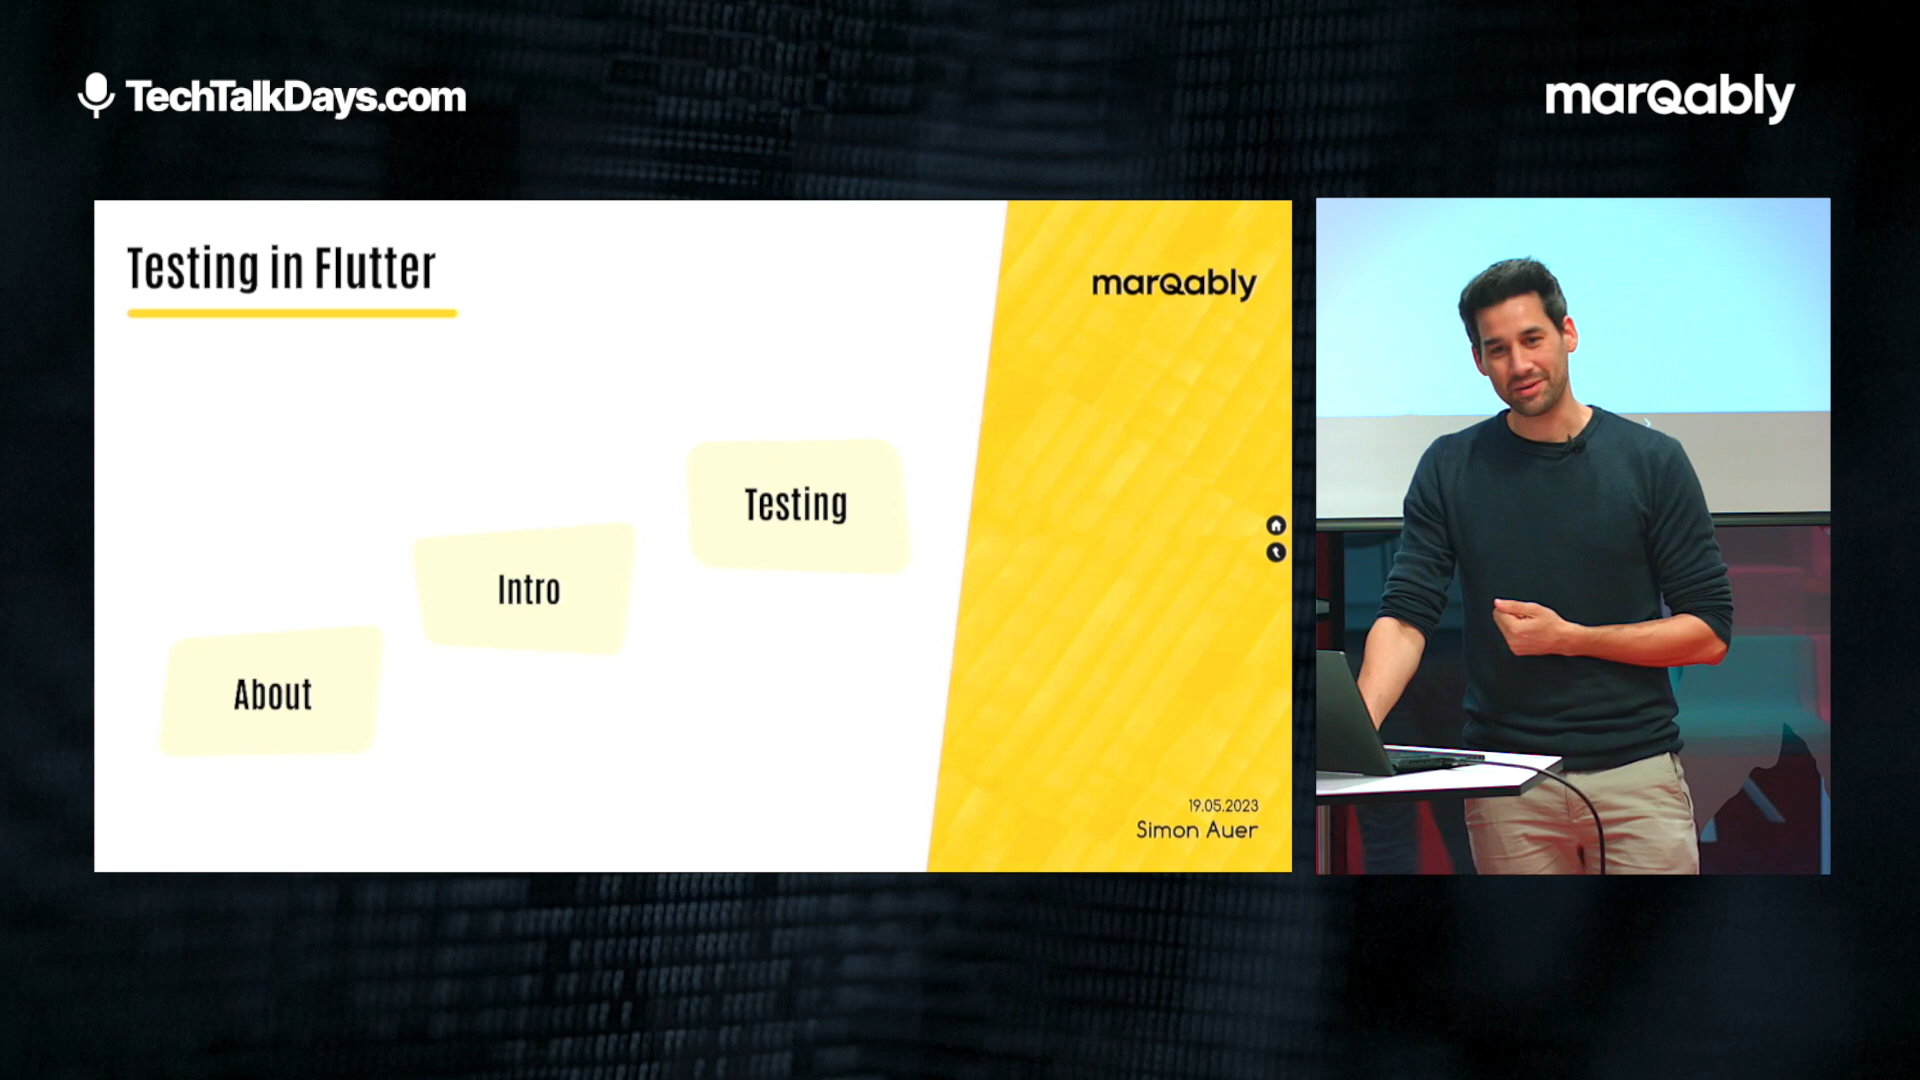 TechTalkDays.com
marQably
Testing in Flutter
marQably
Testing
Intro
About
19.05.2023
Simon Auer